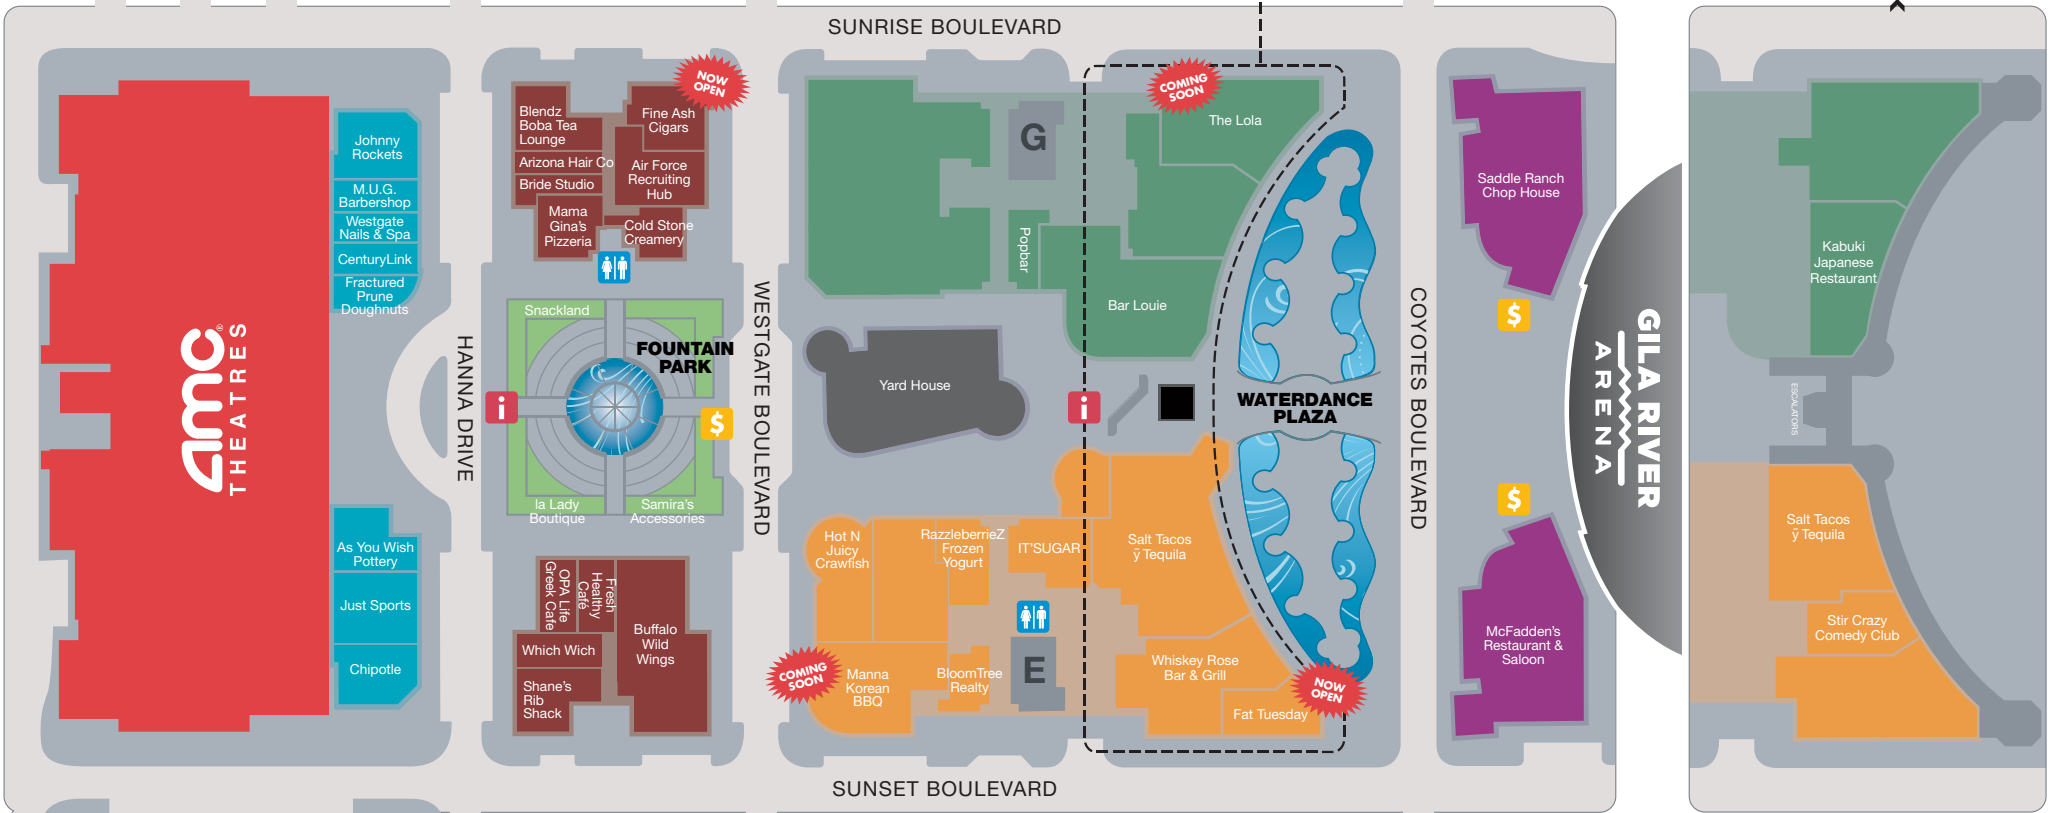 SUNRISE BOULEVARD
AMC
®
THEATRES
Johnny
Rockets
M.U.G.
Barbershop
Westgate
Nails & Spa
CenturyLink
Fractured
Prune
Doughnuts
As You Wish
Pottery
Just Sports
Chipotle
HANNA DRIVE
Blendz
Boba Tea
Lounge
Arizona Hair Co
Bride Studio
Mama
Gina's
Pizzeria
NOW
OPEN
Fine Ash
Cigars
Air Force
Recruiting
Hub
Cold Stone
Creamery
Snackland
FOUNTAIN
PARK
i
$
la Lady
Boutique
Samira's
Accessories
OPA Life
Greek Cafe
Fresh
Healthy
Café
Buffalo
Wild
Wings
Which Wich
Shane's
Rib
Shack
WESTGATE BOULEVARD
G
COMING
SOON
The Lola
Popbar
Bar Louie
Yard House
i
WATERDANCE
PLAZA
Hot N
Juicy
Crawfish
RazzleberrieZ
Frozen
Yogurt
IT'SUGAR
Salt Tacos
ȳ Tequila
COMING
SOON
Manna
Korean
BBQ
BloomTree
Realty
E
Whiskey Rose
Bar & Grill
Fat Tuesday
NOW
OPEN
COYOTES BOULEVARD
Saddle Ranch
Chop House
$
$
McFadden's
Restaurant &
Saloon
GILA RIVER
ARENA
Kabuki
Japanese
Restaurant
ESCALATORS
Salt Tacos
ȳ Tequila
Stir Crazy
Comedy Club
SUNSET BOULEVARD